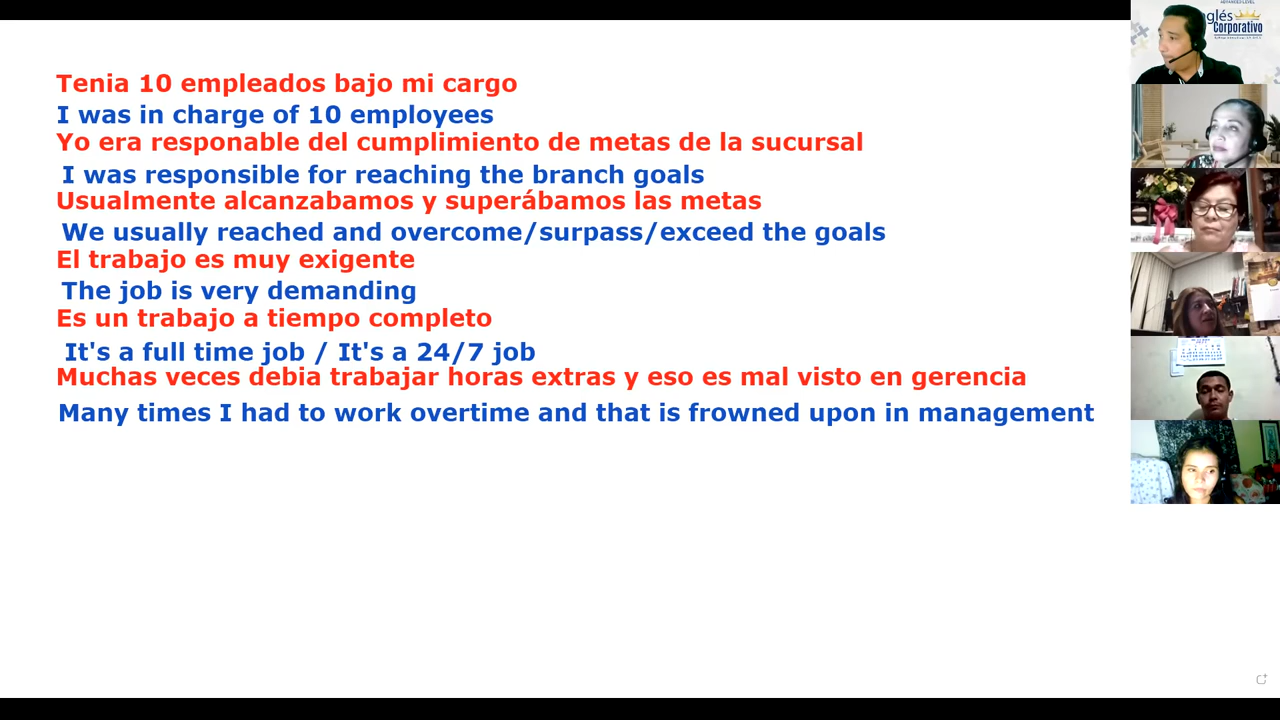 Tenia 10 empleados bajo mi cargo
I was in charge of 10 employees
Yo era responable del cumplimiento de metas de la sucursal
I was responsible for reaching the branch goals
Usualmente alcanzabamos y superábamos las metas
We usually reached and overcome/surpass/exceed the goals
El trabajo es muy exigente
The job is very demanding
Es un trabajo a tiempo completo
It's a full time job / It's a 24/7 job
Muchas veces debia trabajar horas extras y eso es mal visto en gerencia
Many times I had to work overtime and that is frowned upon in management
glés
Corporativo